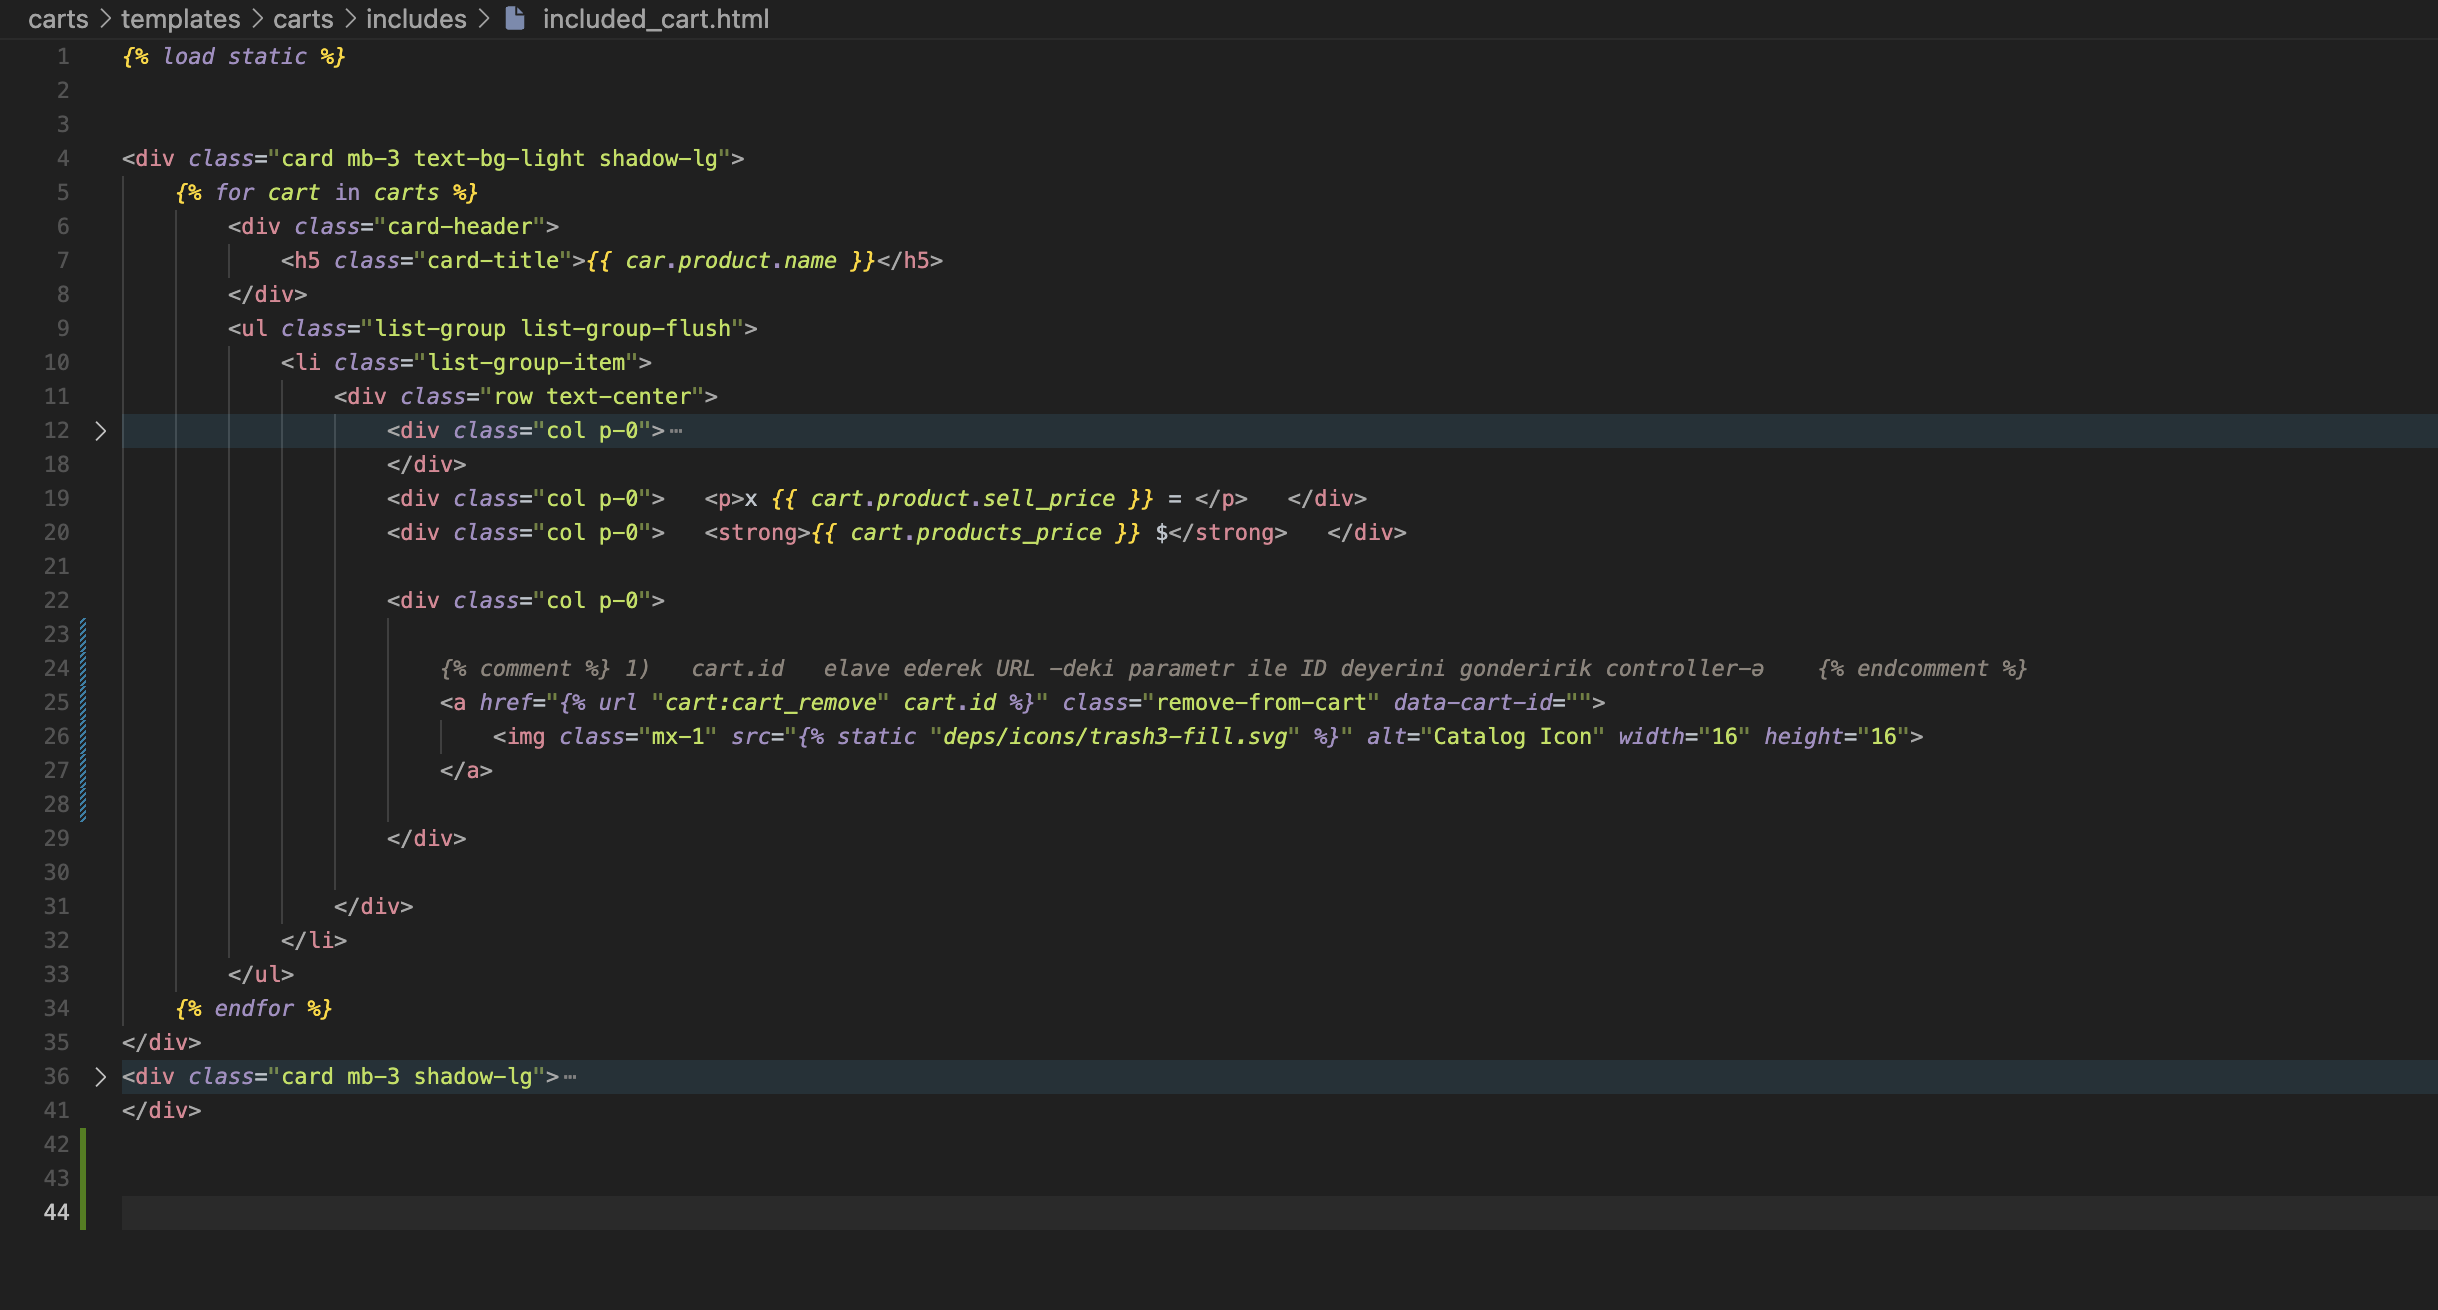 carts > templates > carts > includes > included_cart.html
1 {% load static %}
2
3
4 <div class="card mb-3 text-bg-light shadow-lg">
5 {% for cart in carts %}
6 <div class="card-header">
7 <h5 class="card-title">{{ car.product.name }}</h5>
8 </div>
9 <ul class="list-group list-group-flush">
10 <li class="list-group-item">
11 <div class="row text-center">
12 <div class="col p-0">⋯
18 </div>
19 <div class="col p-0">   <p>x {{ cart.product.sell_price }} = </p>   </div>
20 <div class="col p-0">   <strong>{{ cart.products_price }} $</strong>   </div>
21
22 <div class="col p-0">
23
24 {% comment %} 1)   cart.id   elave ederek URL -deki parametr ile ID deyerini gonderirik controller-ə    {% endcomment %}
25 <a href="{% url "cart:cart_remove" cart.id %}" class="remove-from-cart" data-cart-id="">
26 <img class="mx-1" src="{% static "deps/icons/trash3-fill.svg" %}" alt="Catalog Icon" width="16" height="16">
27 </a>
28
29 </div>
30
31 </div>
32 </li>
33 </ul>
34 {% endfor %}
35 </div>
36 <div class="card mb-3 shadow-lg">⋯
41 </div>
42
43
44